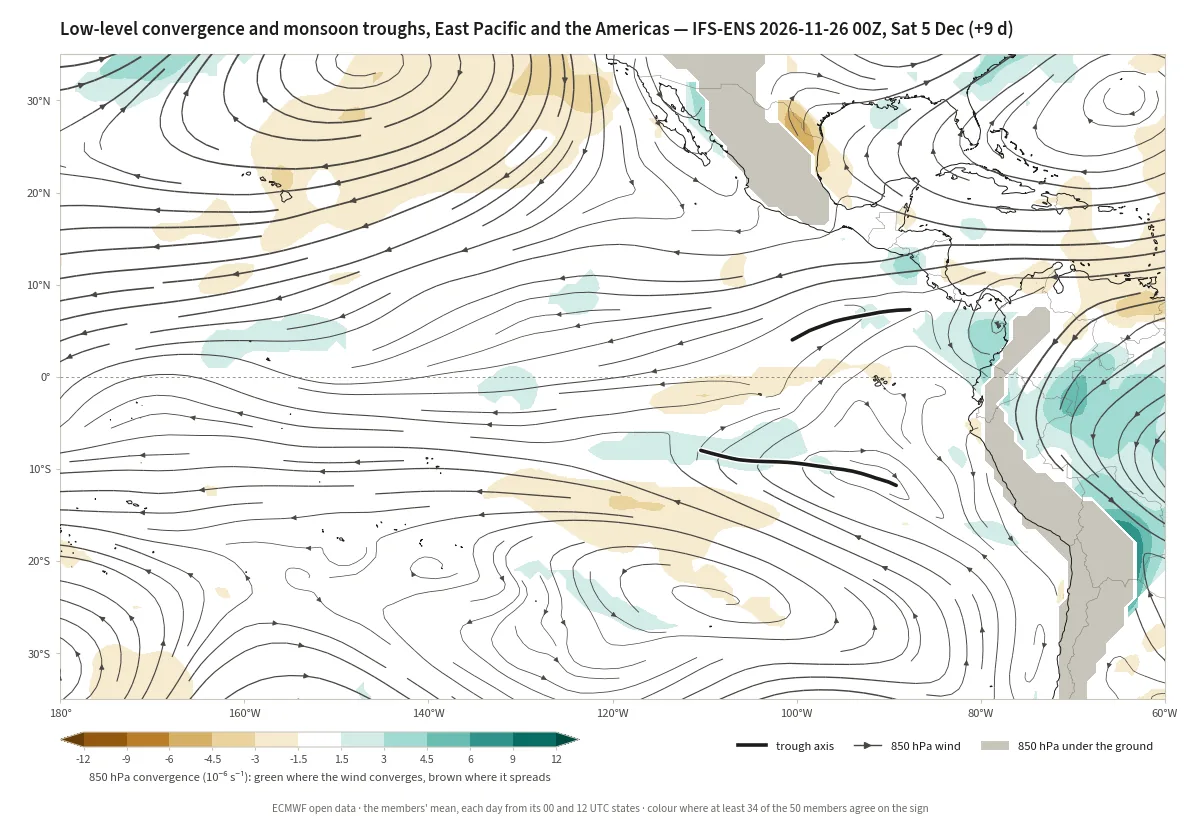 Low-level convergence and monsoon troughs, East Pacific and the Americas — IFS-ENS 2026-11-26 00Z, Sat 5 Dec (+9 d)
30°N
20°N
10°N
0°
10°S
20°S
30°S
180° 160°W 140°W 120°W 100°W 80°W 60°W
-12 -9 -6 -4.5 -3 -1.5 1.5 3 4.5 6 9 12
850 hPa convergence (10⁻⁶ s⁻¹): green where the wind converges, brown where it spreads
trough axis 850 hPa wind 850 hPa under the ground
ECMWF open data · the members' mean, each day from its 00 and 12 UTC states · colour where at least 34 of the 50 members agree on the sign